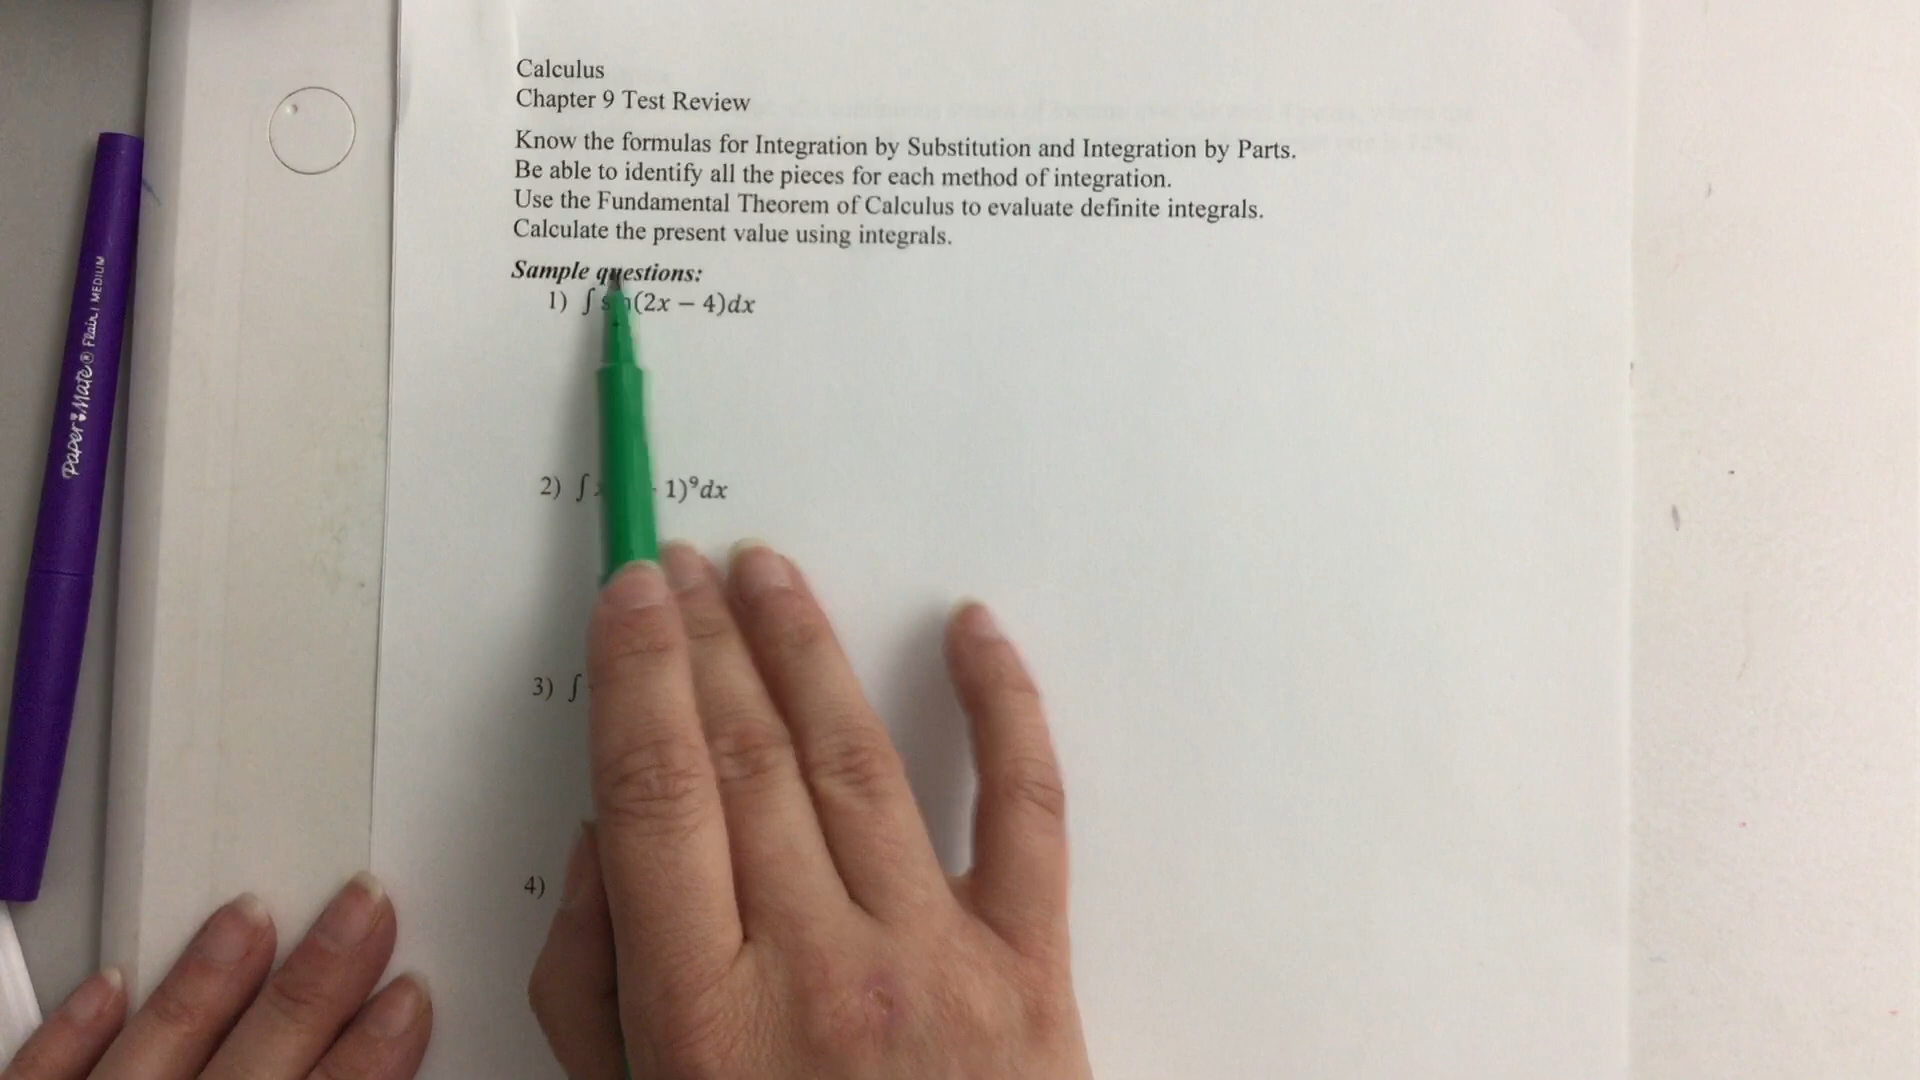 Calculus
Chapter 9 Test Review
Know the formulas for Integration by Substitution and Integration by Parts.
Be able to identify all the pieces for each method of integration.
Use the Fundamental Theorem of Calculus to evaluate definite integrals.
Calculate the present value using integrals.
Sample questions:
1) ∫ sin(2x − 4)dx
2) ∫ 1)⁹dx
3) ∫
4)
Paper Mate® Flair | MEDIUM